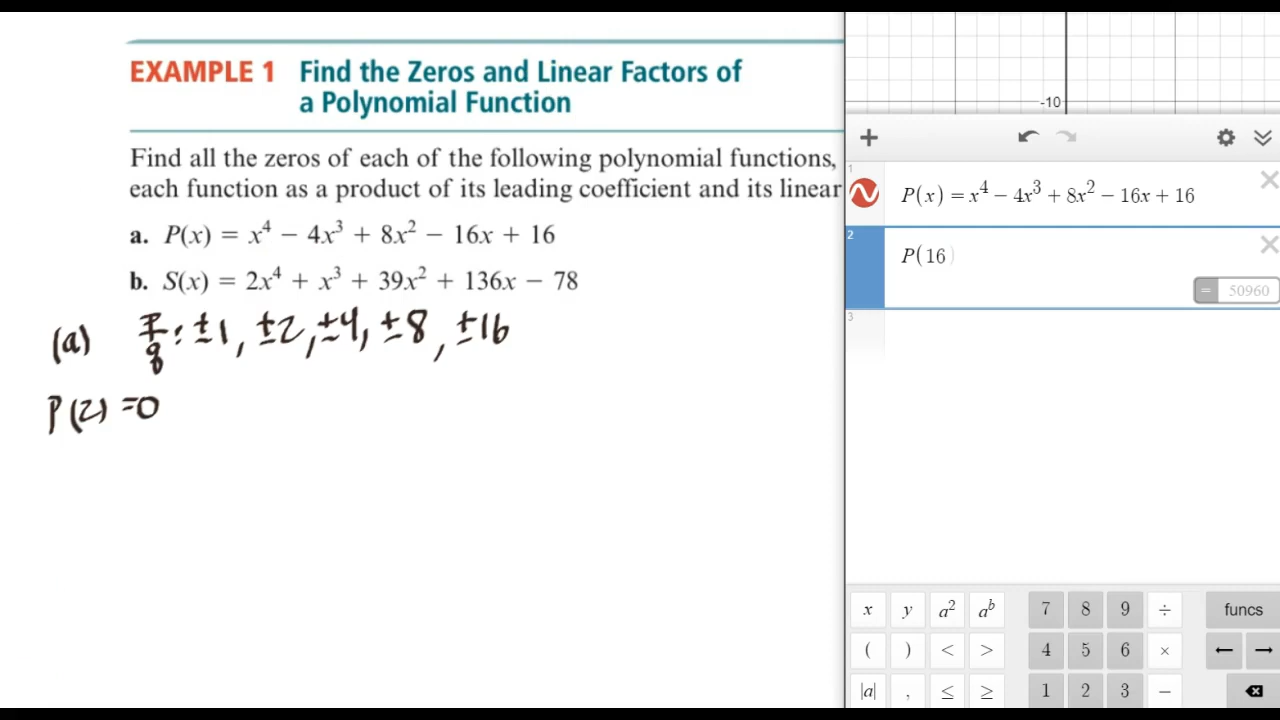 EXAMPLE 1 Find the Zeros and Linear Factors of
a Polynomial Function
Find all the zeros of each of the following polynomial functions,
each function as a product of its leading coefficient and its linear
a. P(x) = x⁴ − 4x³ + 8x² − 16x + 16
b. S(x) = 2x⁴ + x³ + 39x² + 136x − 78
(a) p/q: ±1, ±2, ±4, ±8, ±16
P(2) = 0
-10
1
P(x) = x⁴ − 4x³ + 8x² − 16x + 16
2
P(16)
= 50960
3
x y a² aᵇ 7 8 9 ÷ funcs
( ) < > 4 5 6 × ← →
|a| , ≤ ≥ 1 2 3 −